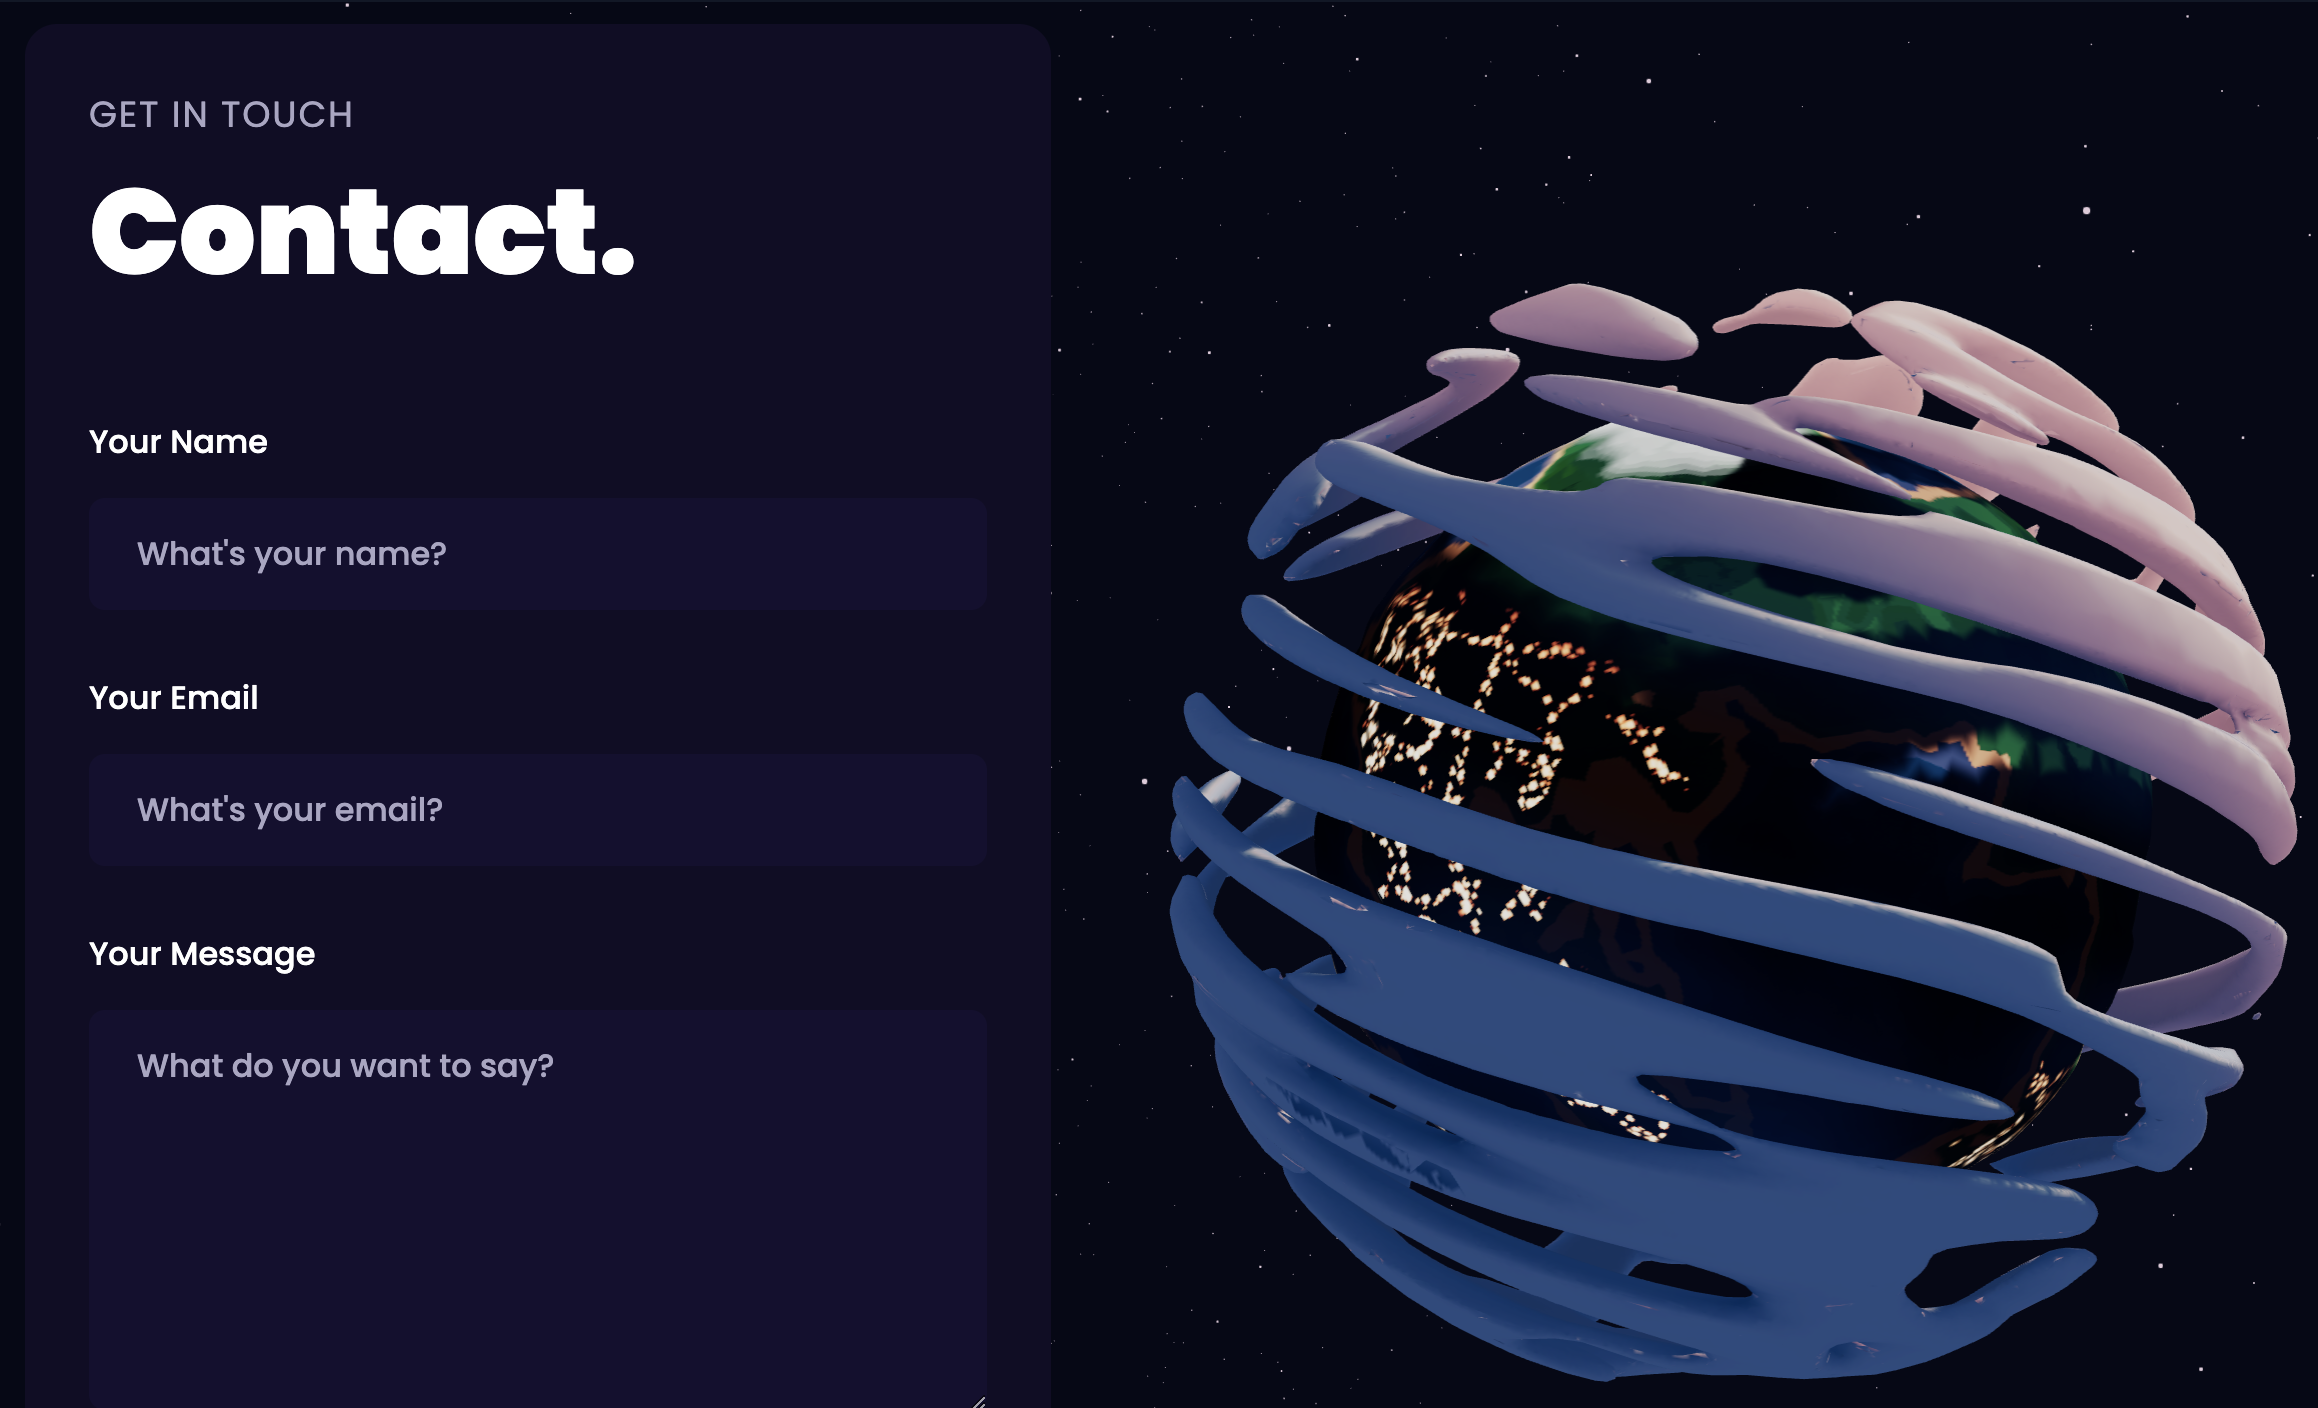 GET IN TOUCH
Contact.
Your Name
What's your name?
Your Email
What's your email?
Your Message
What do you want to say?